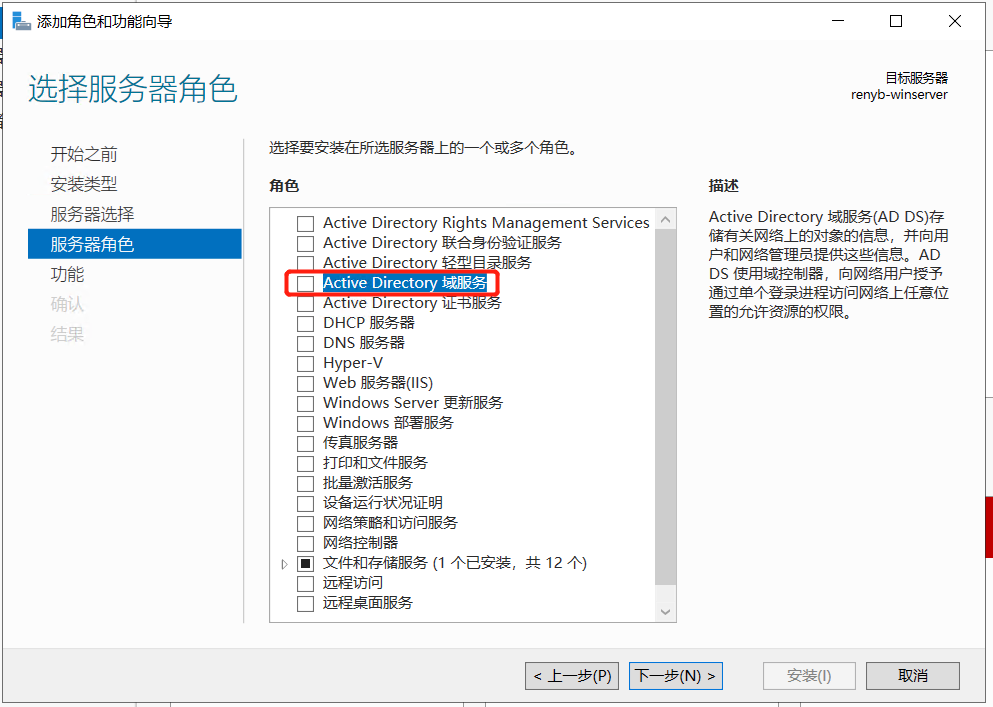 添加角色和功能向导
选择服务器角色
目标服务器
renyb-winserver
开始之前
安装类型
服务器选择
服务器角色
功能
确认
结果
选择要安装在所选服务器上的一个或多个角色。
角色
Active Directory Rights Management Services
Active Directory 联合身份验证服务
Active Directory 轻型目录服务
Active Directory 域服务
Active Directory 证书服务
DHCP 服务器
DNS 服务器
Hyper-V
Web 服务器(IIS)
Windows Server 更新服务
Windows 部署服务
传真服务器
打印和文件服务
批量激活服务
设备运行状况证明
网络策略和访问服务
网络控制器
文件和存储服务 (1 个已安装，共 12 个)
远程访问
远程桌面服务
描述
Active Directory 域服务(AD DS)存
储有关网络上的对象的信息，并向用
户和网络管理员提供这些信息。AD
DS 使用域控制器，向网络用户授予
通过单个登录进程访问网络上任意位
置的允许资源的权限。
< 上一步(P)
下一步(N) >
安装(I)
取消